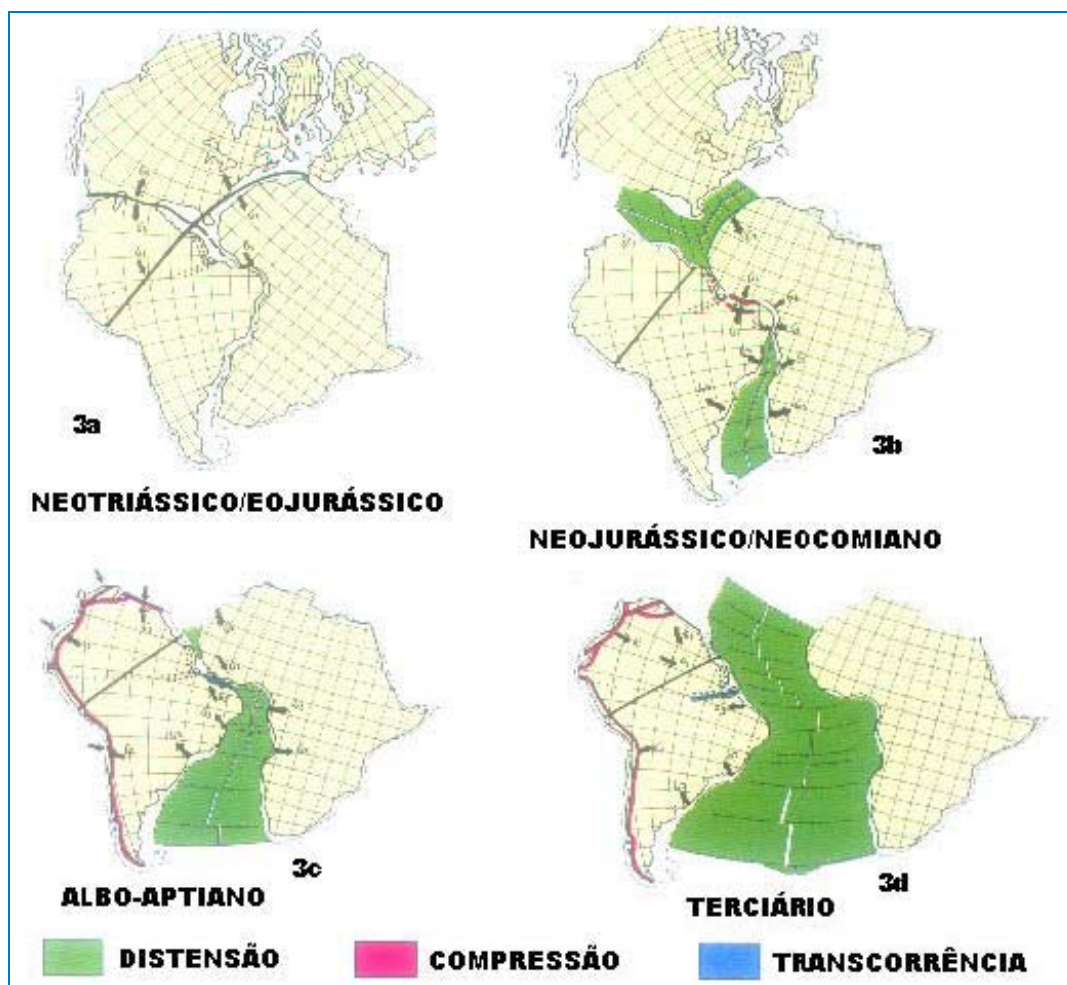 3a
3b
NEOTRIÁSSICO/EOJURÁSSICO
NEOJURÁSSICO/NEOCOMIANO
3c
3d
ALBO-APTIANO
TERCIÁRIO
DISTENSÃO
COMPRESSÃO
TRANSCORRÊNCIA